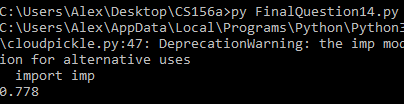 C:\Users\Alex\Desktop\CS156a>py FinalQuestion14.py
C:\Users\Alex\AppData\Local\Programs\Python\Python3
\cloudpickle.py:47: DeprecationWarning: the imp mod
ion for alternative uses
  import imp
0.778